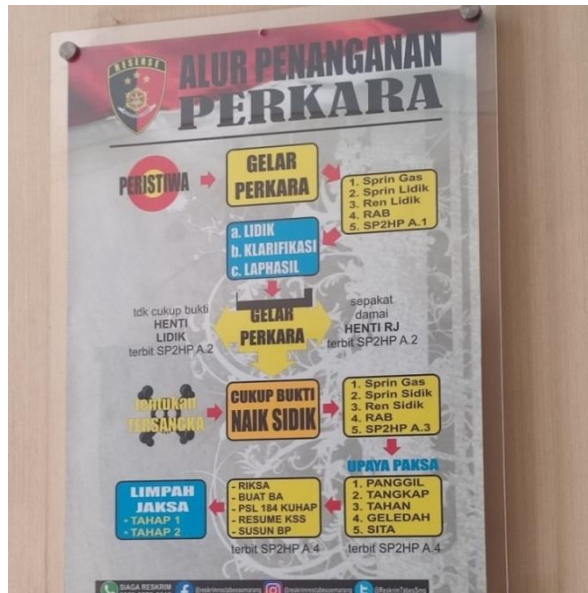 RESERSE
ALUR PENANGANAN
PERKARA
PERISTIWA
GELAR
PERKARA
1. Sprin Gas
2. Sprin Lidik
3. Ren Lidik
4. RAB
5. SP2HP A.1
a. LIDIK
b. KLARIFIKASI
c. LAPHASIL
tdk cukup bukti
HENTI
LIDIK
terbit SP2HP A.2
GELAR
PERKARA
sepakat
damai
HENTI RJ
terbit SP2HP A.2
temukan
TERSANGKA
CUKUP BUKTI
NAIK SIDIK
1. Sprin Gas
2. Sprin Sidik
3. Ren Sidik
4. RAB
5. SP2HP A.3
UPAYA PAKSA
1. PANGGIL
2. TANGKAP
3. TAHAN
4. GELEDAH
5. SITA
terbit SP2HP A.4
- RIKSA
- BUAT BA
- PSL 184 KUHAP
- RESUME KSS
- SUSUN BP
terbit SP2HP A.4
LIMPAH
JAKSA
• TAHAP 1
• TAHAP 2
SIAGA RESKRIM